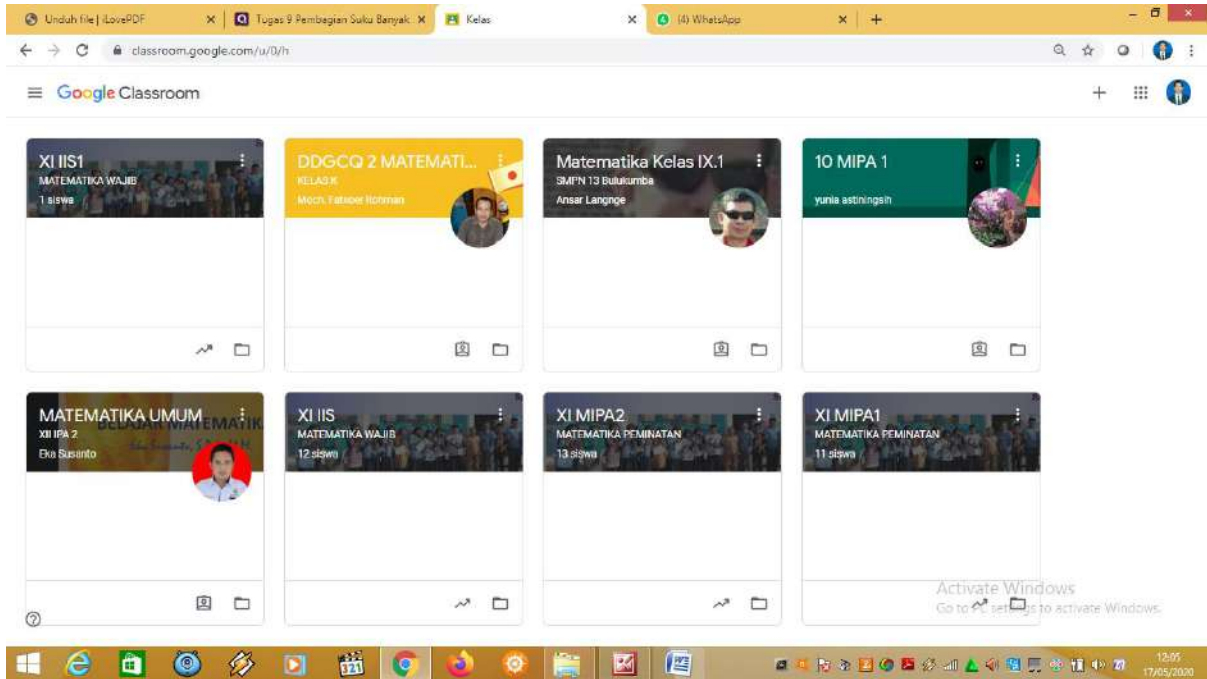 Unduh file | iLovePDF
Tugas 9 Pembagian Suku Banyak
Kelas
(4) WhatsApp
classroom.google.com/u/0/h
Google Classroom
XI IIS1
MATEMATIKA WAJIB
1 siswa
DDGCQ 2 MATEMATI...
KELAS X
Moch. Fatkoer Rohman
Matematika Kelas IX.1
SMPN 13 Bulukumba
Ansar Langnge
10 MIPA 1
yunia astiningsih
MATEMATIKA UMUM
XII IPA 2
Eka Susanto
BELAJAR MATEMATIK
XI IIS
MATEMATIKA WAJIB
12 siswa
XI MIPA2
MATEMATIKA PEMINATAN
13 siswa
XI MIPA1
MATEMATIKA PEMINATAN
11 siswa
Activate Windows
Go to PC settings to activate Windows.
321
12:05
17/05/2020